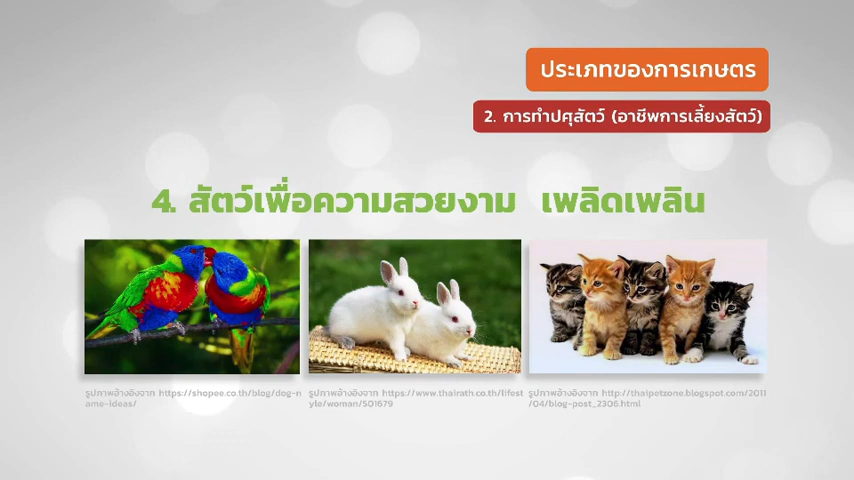 ประเภทของการเกษตร
2. การทำปศุสัตว์ (อาชีพการเลี้ยงสัตว์)
4. สัตว์เพื่อความสวยงาม เพลิดเพลิน
รูปภาพอ้างอิงจาก https://shopee.co.th/blog/dog-n
ame-ideas/
รูปภาพอ้างอิงจาก https://www.thairath.co.th/lifest
yle/woman/501679
รูปภาพอ้างอิงจาก http://thaipetzone.blogspot.com/2011
/04/blog-post_2306.html